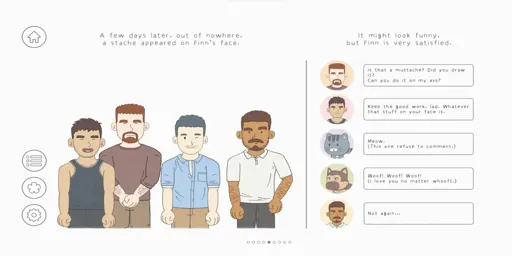 A few days later, out of nowhere,
a stache appeared on Finn's face.
It might look funny,
but Finn is very satisfied.
Is that a muttache? Did you draw
it?
Can you do it on my ass?
Keep the good work, lad. Whatever
that stuff on your face is.
Meow.
(This one refuse to comment.)
Woof! Woof! Woof!
(I love you no matter whoof!.)
Not again...